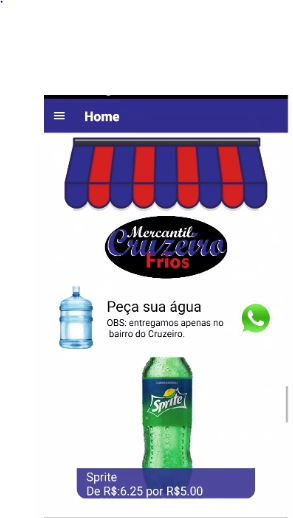 Home
Mercantil
Cruzeiro
Frios
Peça sua água
OBS: entregamos apenas no
bairro do Cruzeiro.
Sprite
Sprite
De R$:6.25 por R$5.00